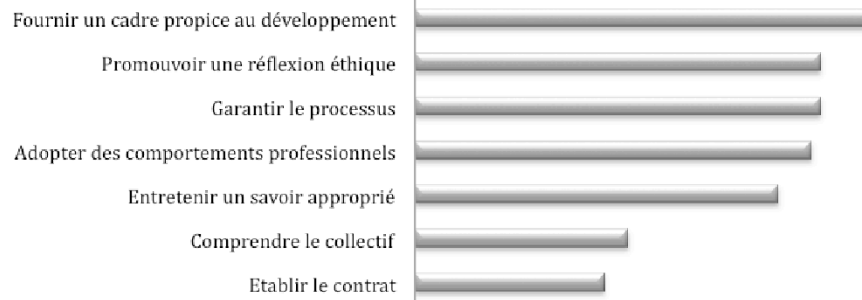 Fournir un cadre propice au développement
Promouvoir une réflexion éthique
Garantir le processus
Adopter des comportements professionnels
Entretenir un savoir approprié
Comprendre le collectif
Etablir le contrat